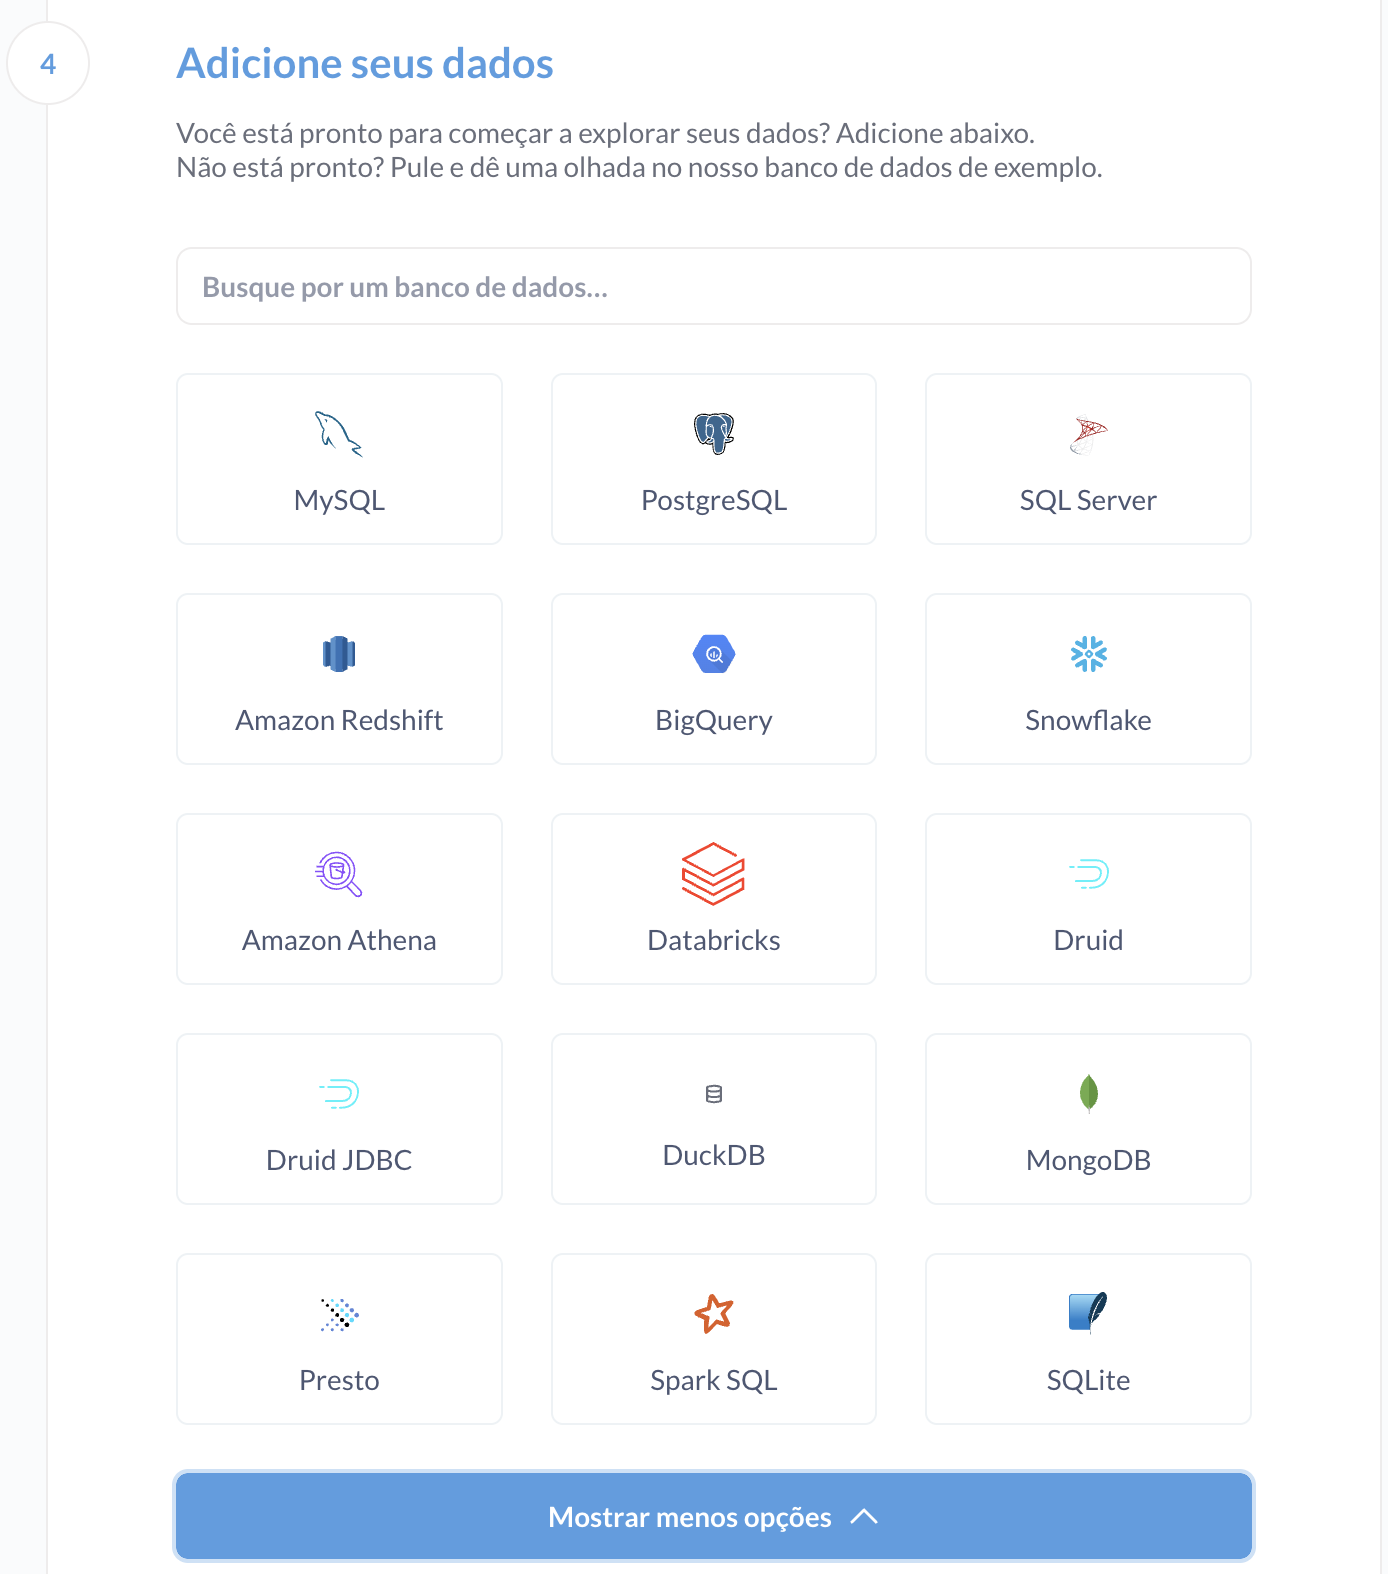 4
Adicione seus dados
Você está pronto para começar a explorar seus dados? Adicione abaixo.
Não está pronto? Pule e dê uma olhada no nosso banco de dados de exemplo.
Busque por um banco de dados...
MySQL
PostgreSQL
SQL Server
Amazon Redshift
BigQuery
Snowflake
Amazon Athena
Databricks
Druid
Druid JDBC
DuckDB
MongoDB
Presto
Spark SQL
SQLite
Mostrar menos opções